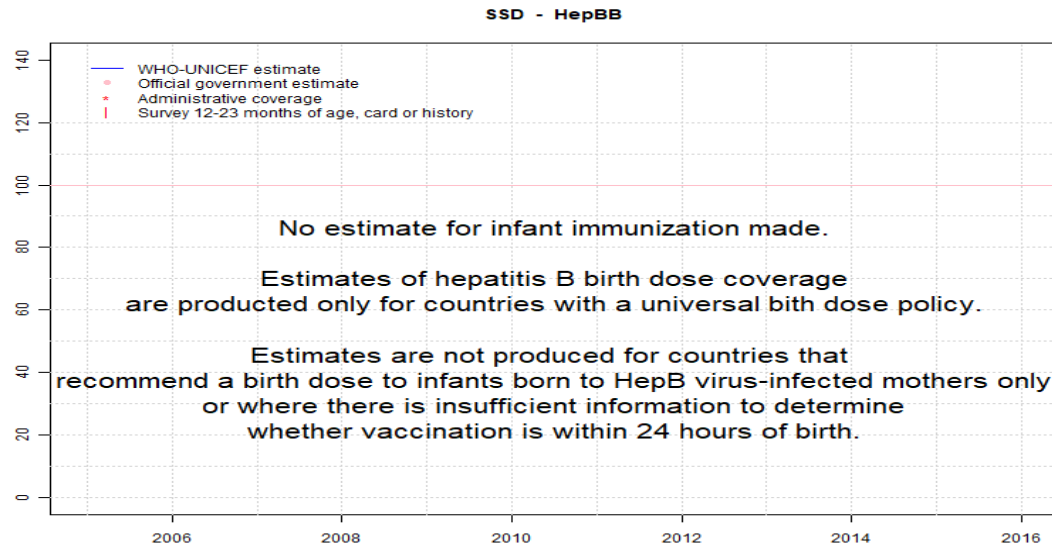 SSD - HepBB
WHO-UNICEF estimate
Official government estimate
Administrative coverage
Survey 12-23 months of age, card or history
140
120
100
80
60
40
20
0
No estimate for infant immunization made.
Estimates of hepatitis B birth dose coverage
are producted only for countries with a universal bith dose policy.
Estimates are not produced for countries that
recommend a birth dose to infants born to HepB virus-infected mothers only
or where there is insufficient information to determine
whether vaccination is within 24 hours of birth.
2006 2008 2010 2012 2014 2016